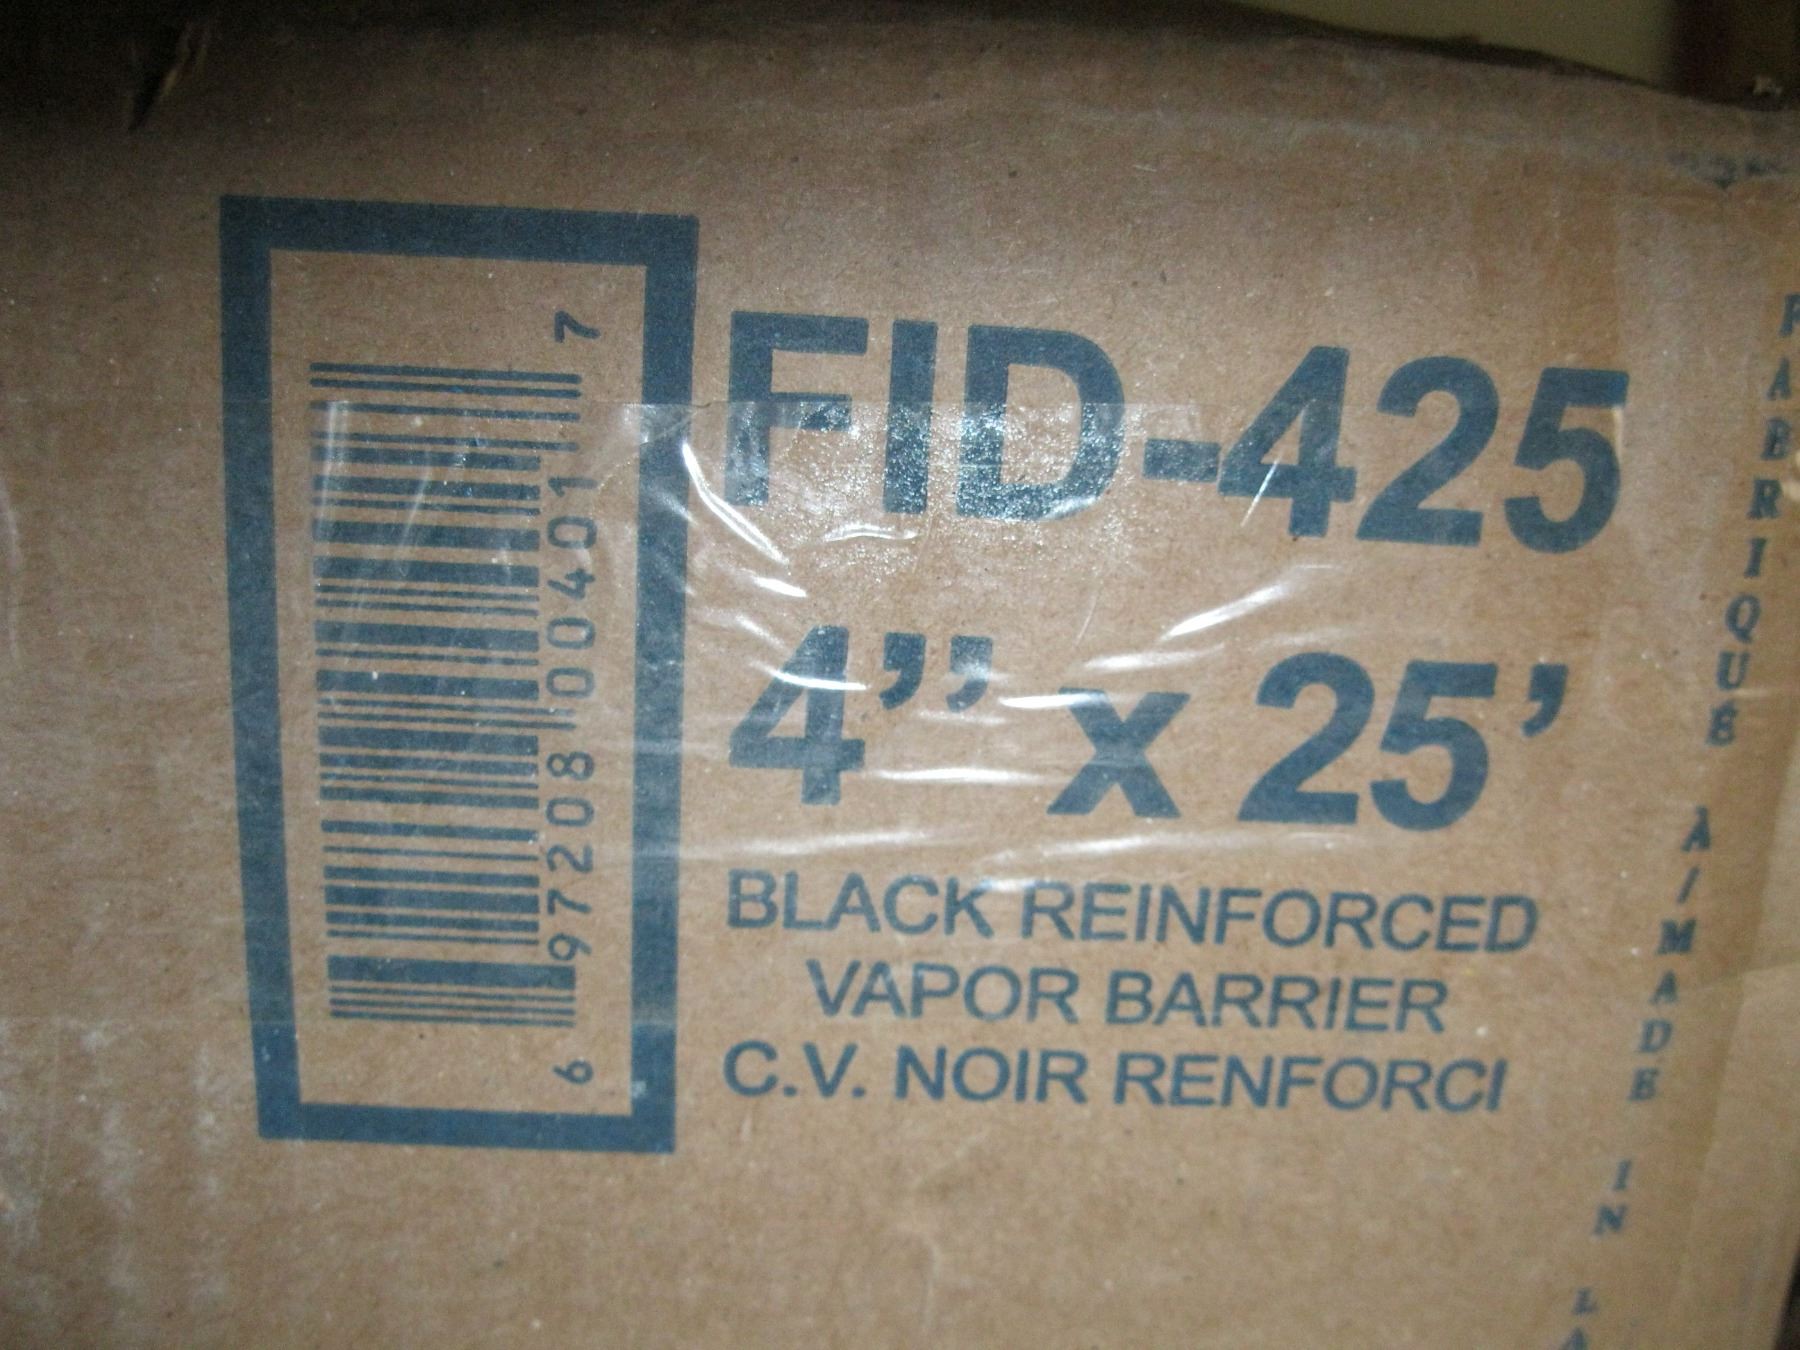 6 97208 00401 7
FID-425
4” x 25’
BLACK REINFORCED
VAPOR BARRIER
C.V. NOIR RENFORCI
FABRIQUÉ À/MADE IN